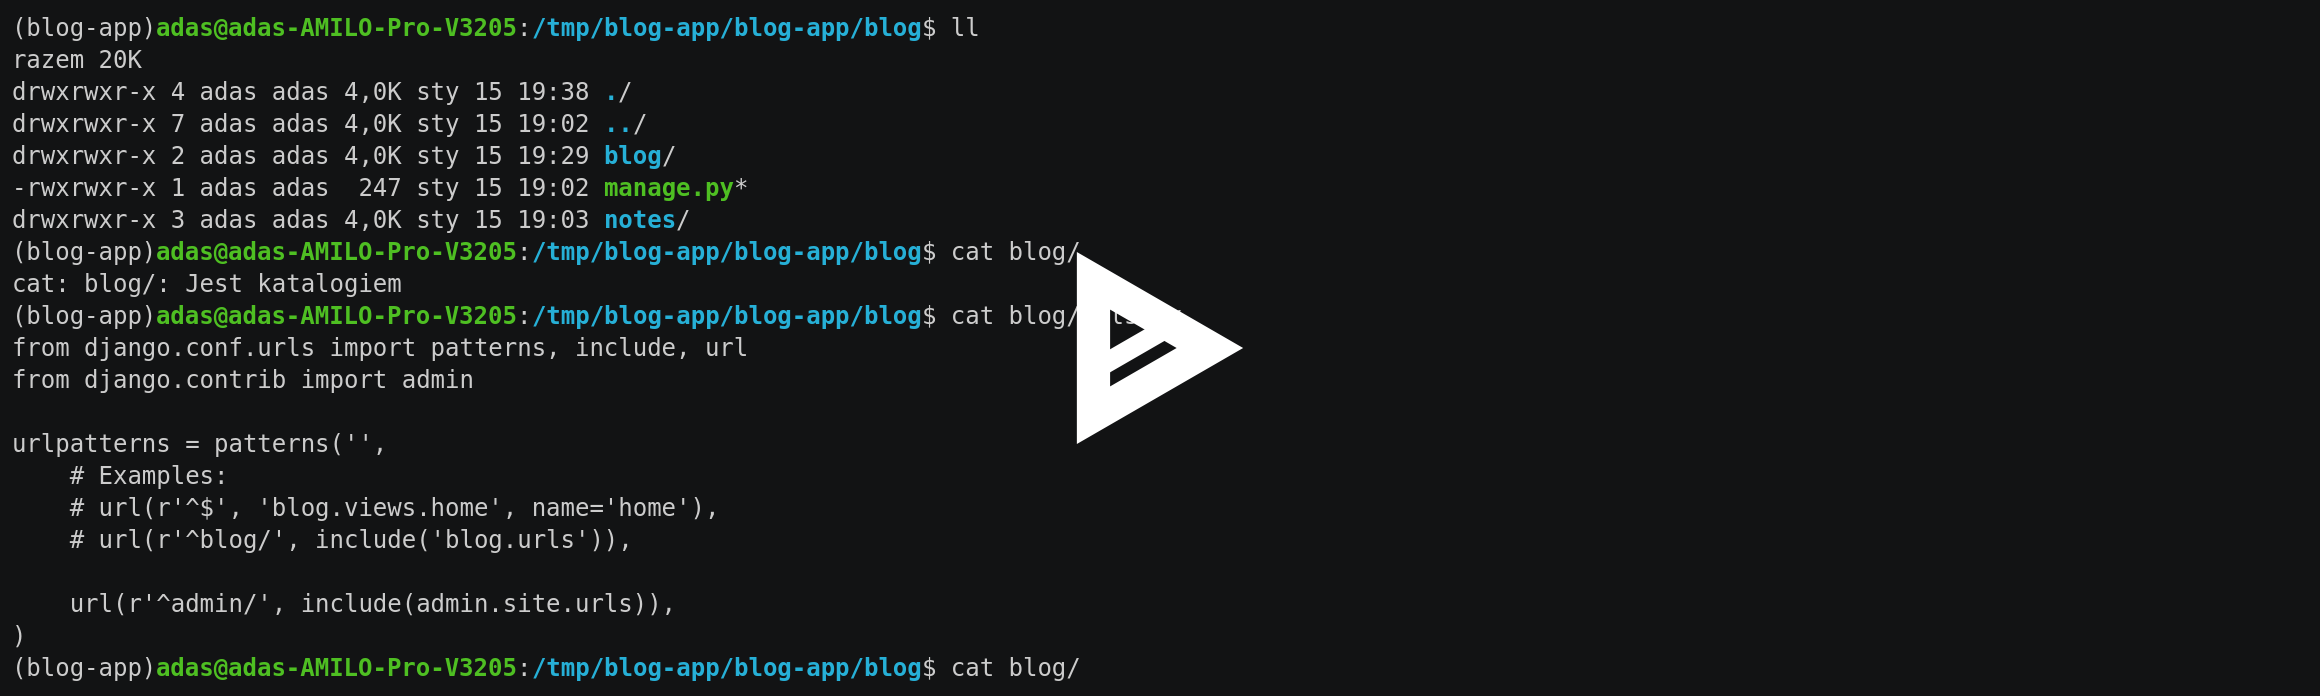 (blog-app)adas@adas-AMILO-Pro-V3205:/tmp/blog-app/blog-app/blog$ ll
razem 20K
drwxrwxr-x 4 adas adas 4,0K sty 15 19:38 ./
drwxrwxr-x 7 adas adas 4,0K sty 15 19:02 ../
drwxrwxr-x 2 adas adas 4,0K sty 15 19:29 blog/
-rwxrwxr-x 1 adas adas  247 sty 15 19:02 manage.py*
drwxrwxr-x 3 adas adas 4,0K sty 15 19:03 notes/
(blog-app)adas@adas-AMILO-Pro-V3205:/tmp/blog-app/blog-app/blog$ cat blog/
cat: blog/: Jest katalogiem
(blog-app)adas@adas-AMILO-Pro-V3205:/tmp/blog-app/blog-app/blog$ cat blog/
from django.conf.urls import patterns, include, url
from django.contrib import admin

urlpatterns = patterns('',
    # Examples:
    # url(r'^$', 'blog.views.home', name='home'),
    # url(r'^blog/', include('blog.urls')),

    url(r'^admin/', include(admin.site.urls)),
)
(blog-app)adas@adas-AMILO-Pro-V3205:/tmp/blog-app/blog-app/blog$ cat blog/